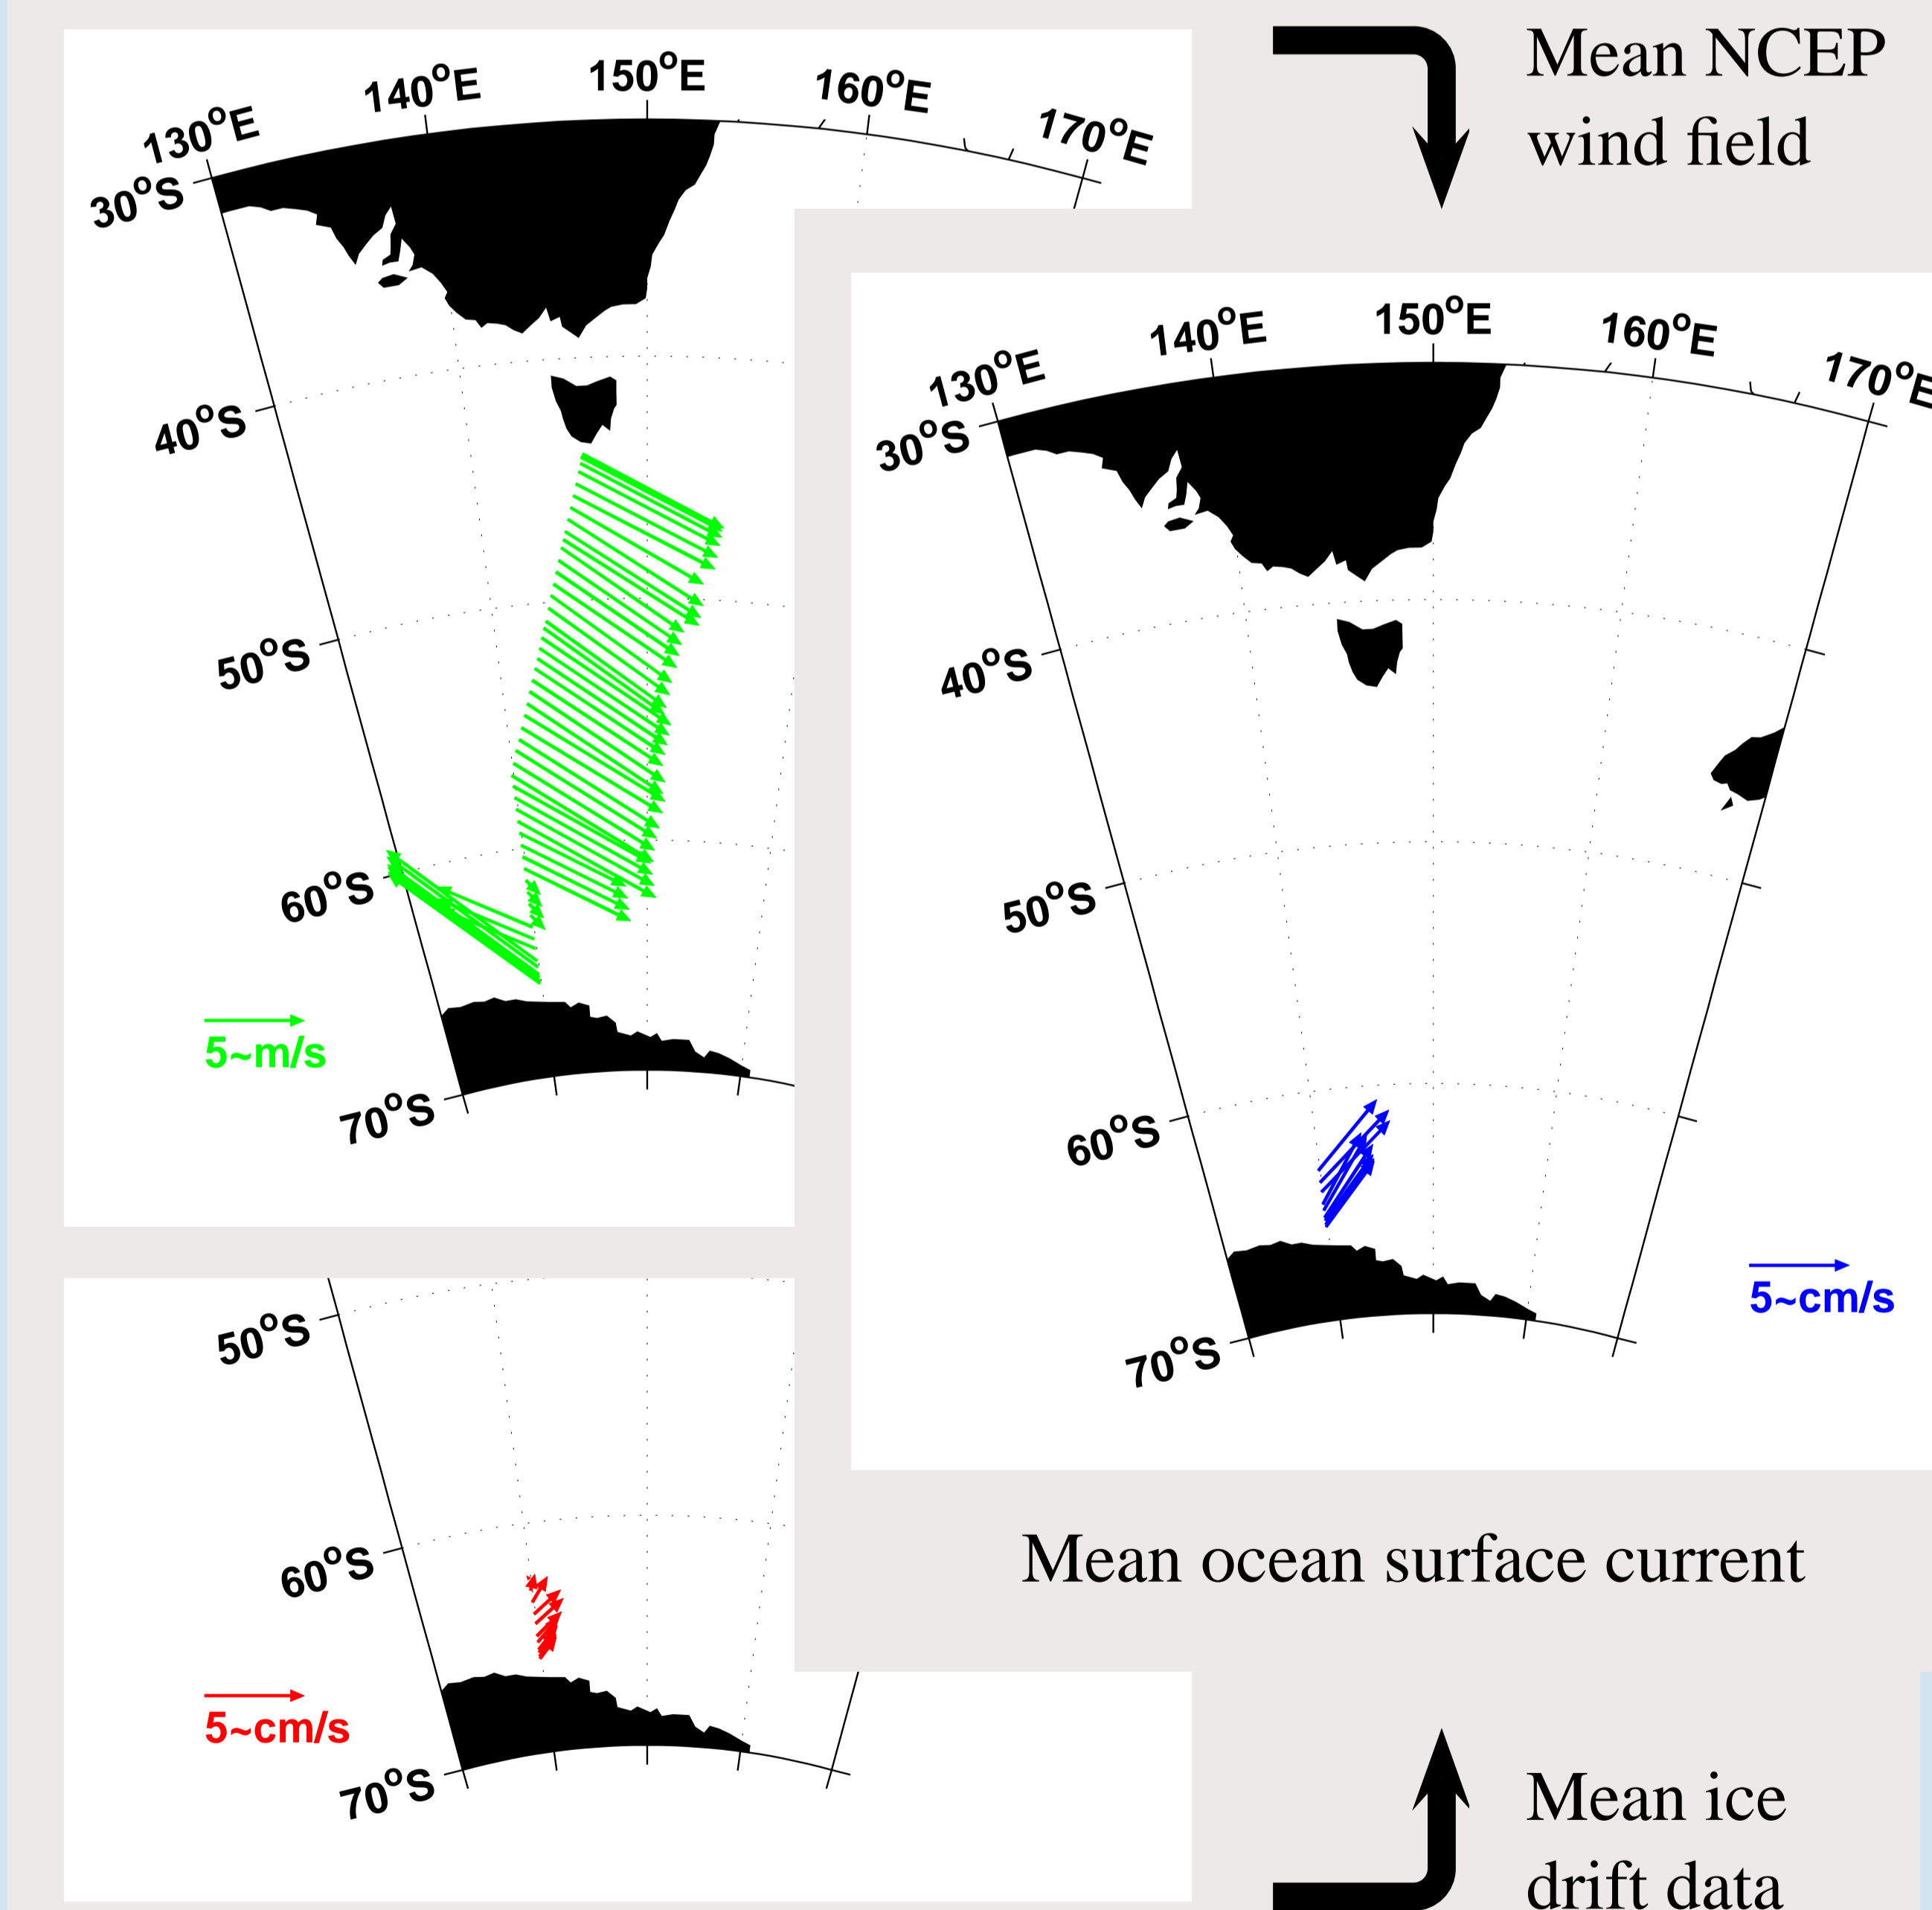 130°E
140°E
150°E
160°E
170°E
30°S
40°S
50°S
60°S
70°S
5~m/s
Mean NCEP
wind field
130°E
140°E
150°E
160°E
170°E
30°S
40°S
50°S
60°S
70°S
5~cm/s
Mean ocean surface current
50°S
60°S
70°S
5~cm/s
Mean ice
drift data